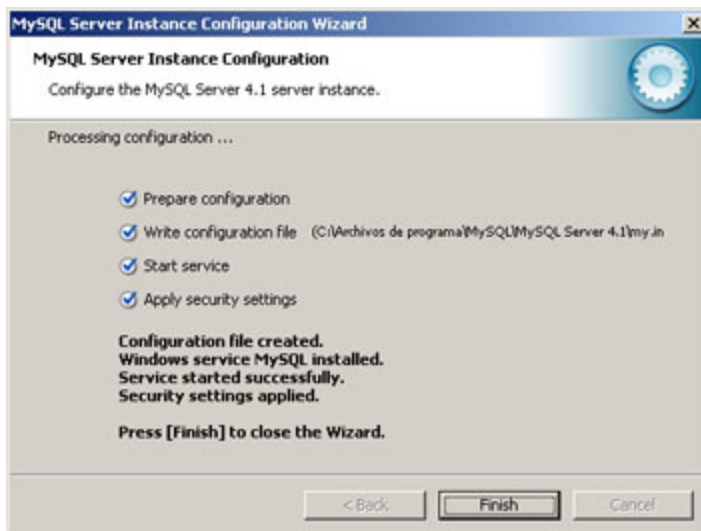 MySQL Server Instance Configuration Wizard
MySQL Server Instance Configuration
Configure the MySQL Server 4.1 server instance.
Processing configuration ...
Prepare configuration
Write configuration file (C:\Archivos de programa\MySQL\MySQL Server 4.1\my.in
Start service
Apply security settings
Configuration file created.
Windows service MySQL installed.
Service started successfully.
Security settings applied.
Press [Finish] to close the Wizard.
< Back Finish Cancel